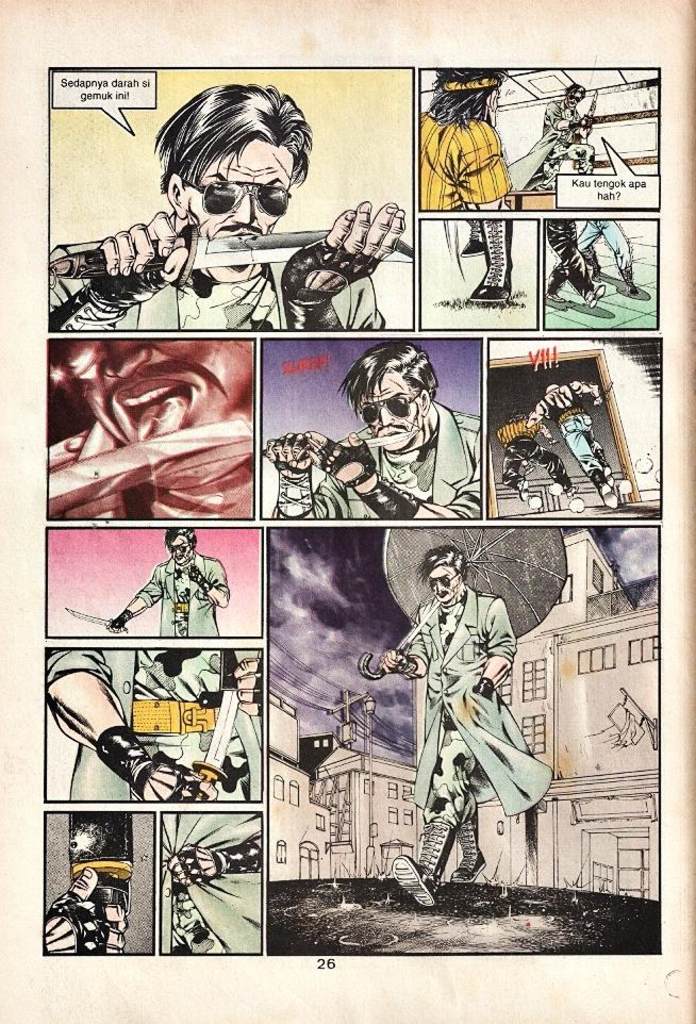 Sedapnya darah si
gemuk ini!
Kau tengok apa
hah?
YII!
26